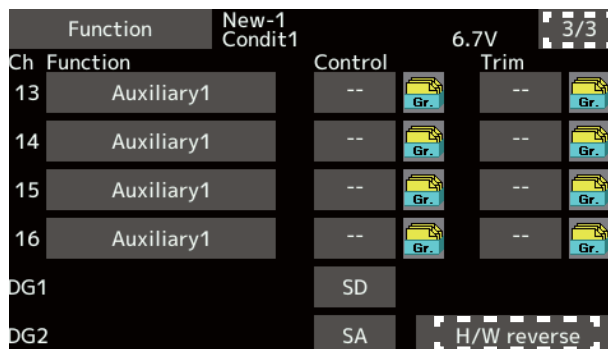 Function New-1 3/3
Condit1 6.7V
Ch Function Control Trim
13 Auxiliary1 -- Gr. -- Gr.
14 Auxiliary1 -- Gr. -- Gr.
15 Auxiliary1 -- Gr. -- Gr.
16 Auxiliary1 -- Gr. -- Gr.
DG1 SD
DG2 SA H/W reverse